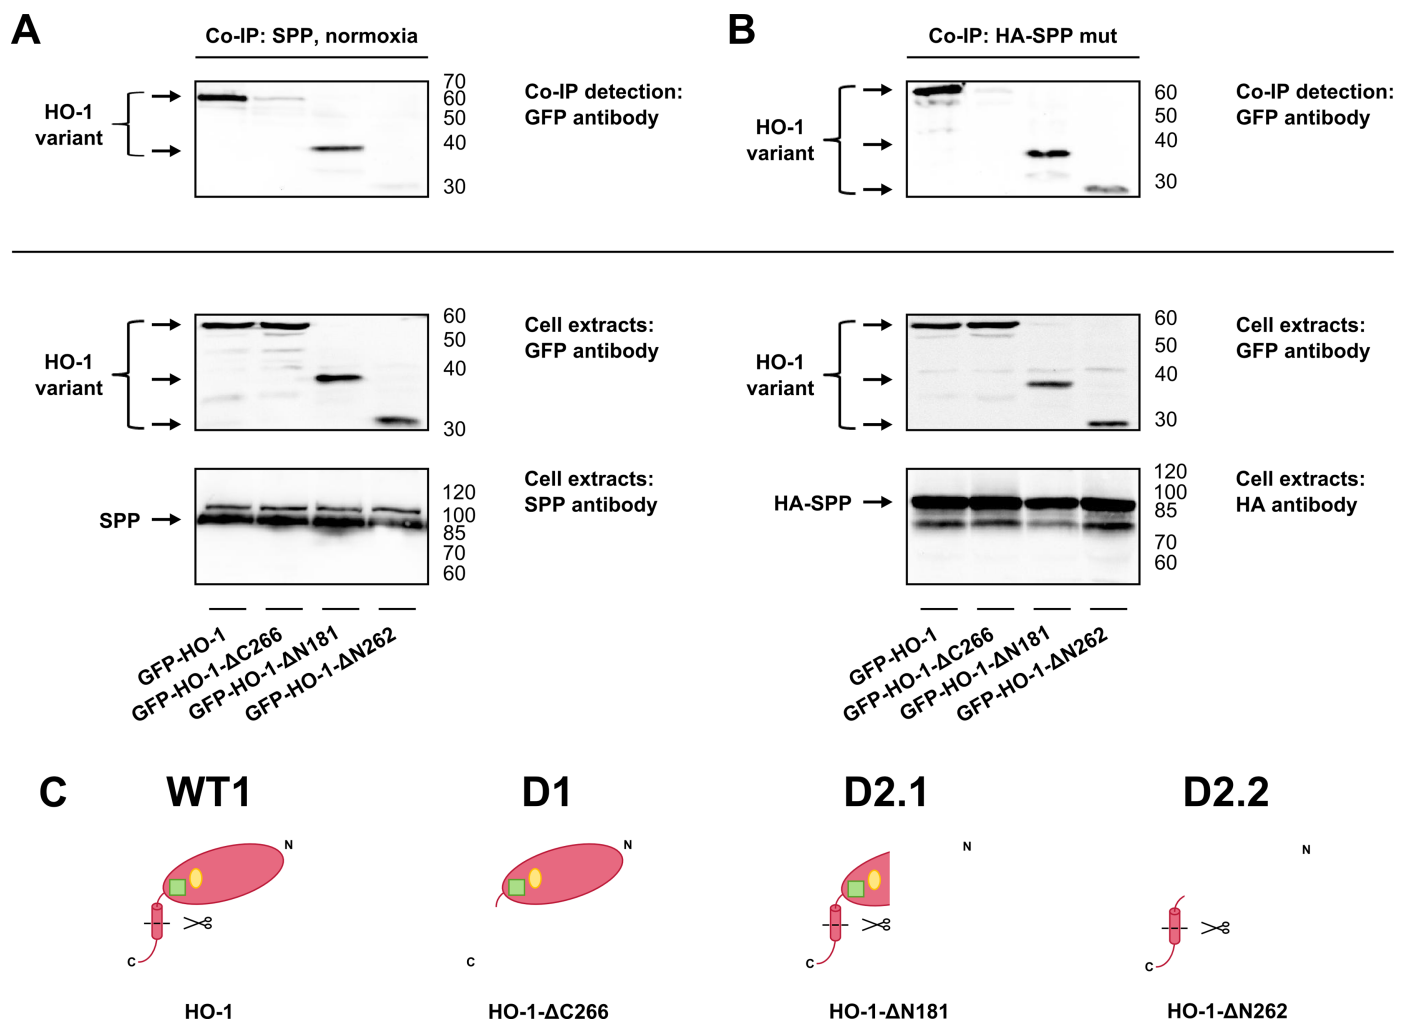 A
Co-IP: SPP, normoxia
HO-1
variant
70
60
50
40
30
Co-IP detection:
GFP antibody
B
Co-IP: HA-SPP mut
HO-1
variant
60
50
40
30
Co-IP detection:
GFP antibody
HO-1
variant
60
50
40
30
Cell extracts:
GFP antibody
HO-1
variant
60
50
40
30
Cell extracts:
GFP antibody
SPP
120
100
85
70
60
Cell extracts:
SPP antibody
HA-SPP
120
100
85
70
60
Cell extracts:
HA antibody
GFP-HO-1
GFP-HO-1-ΔC266
GFP-HO-1-ΔN181
GFP-HO-1-ΔN262
GFP-HO-1
GFP-HO-1-ΔC266
GFP-HO-1-ΔN181
GFP-HO-1-ΔN262
C
WT1
D1
D2.1
D2.2
N
C
N
C
N
C
N
C
HO-1
HO-1-ΔC266
HO-1-ΔN181
HO-1-ΔN262